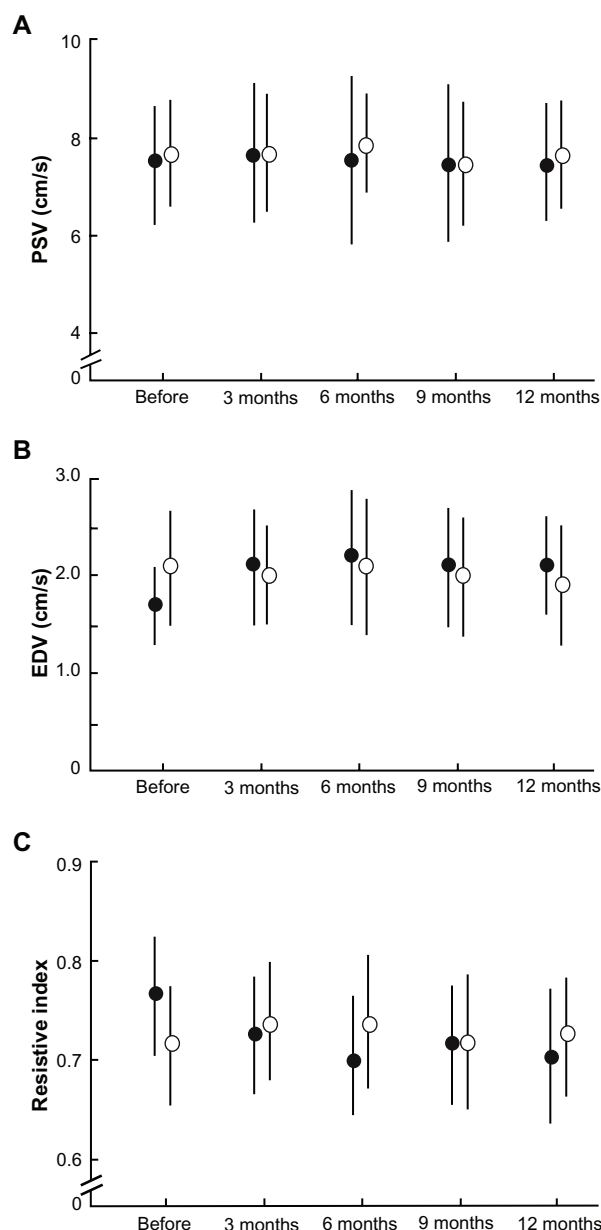 A
PSV (cm/s)
10
8
6
4
0
Before 3 months 6 months 9 months 12 months
B
EDV (cm/s)
3.0
2.0
1.0
0
Before 3 months 6 months 9 months 12 months
C
Resistive index
0.9
0.8
0.7
0.6
0
Before 3 months 6 months 9 months 12 months